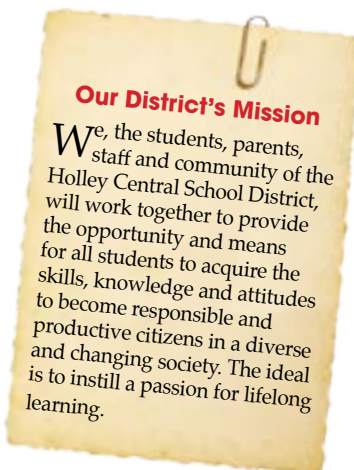 Our District's Mission
We, the students, parents,
staff and community of the
Holley Central School District,
will work together to provide
the opportunity and means
for all students to acquire the
skills, knowledge and attitudes
to become responsible and
productive citizens in a diverse
and changing society. The ideal
is to instill a passion for lifelong
learning.